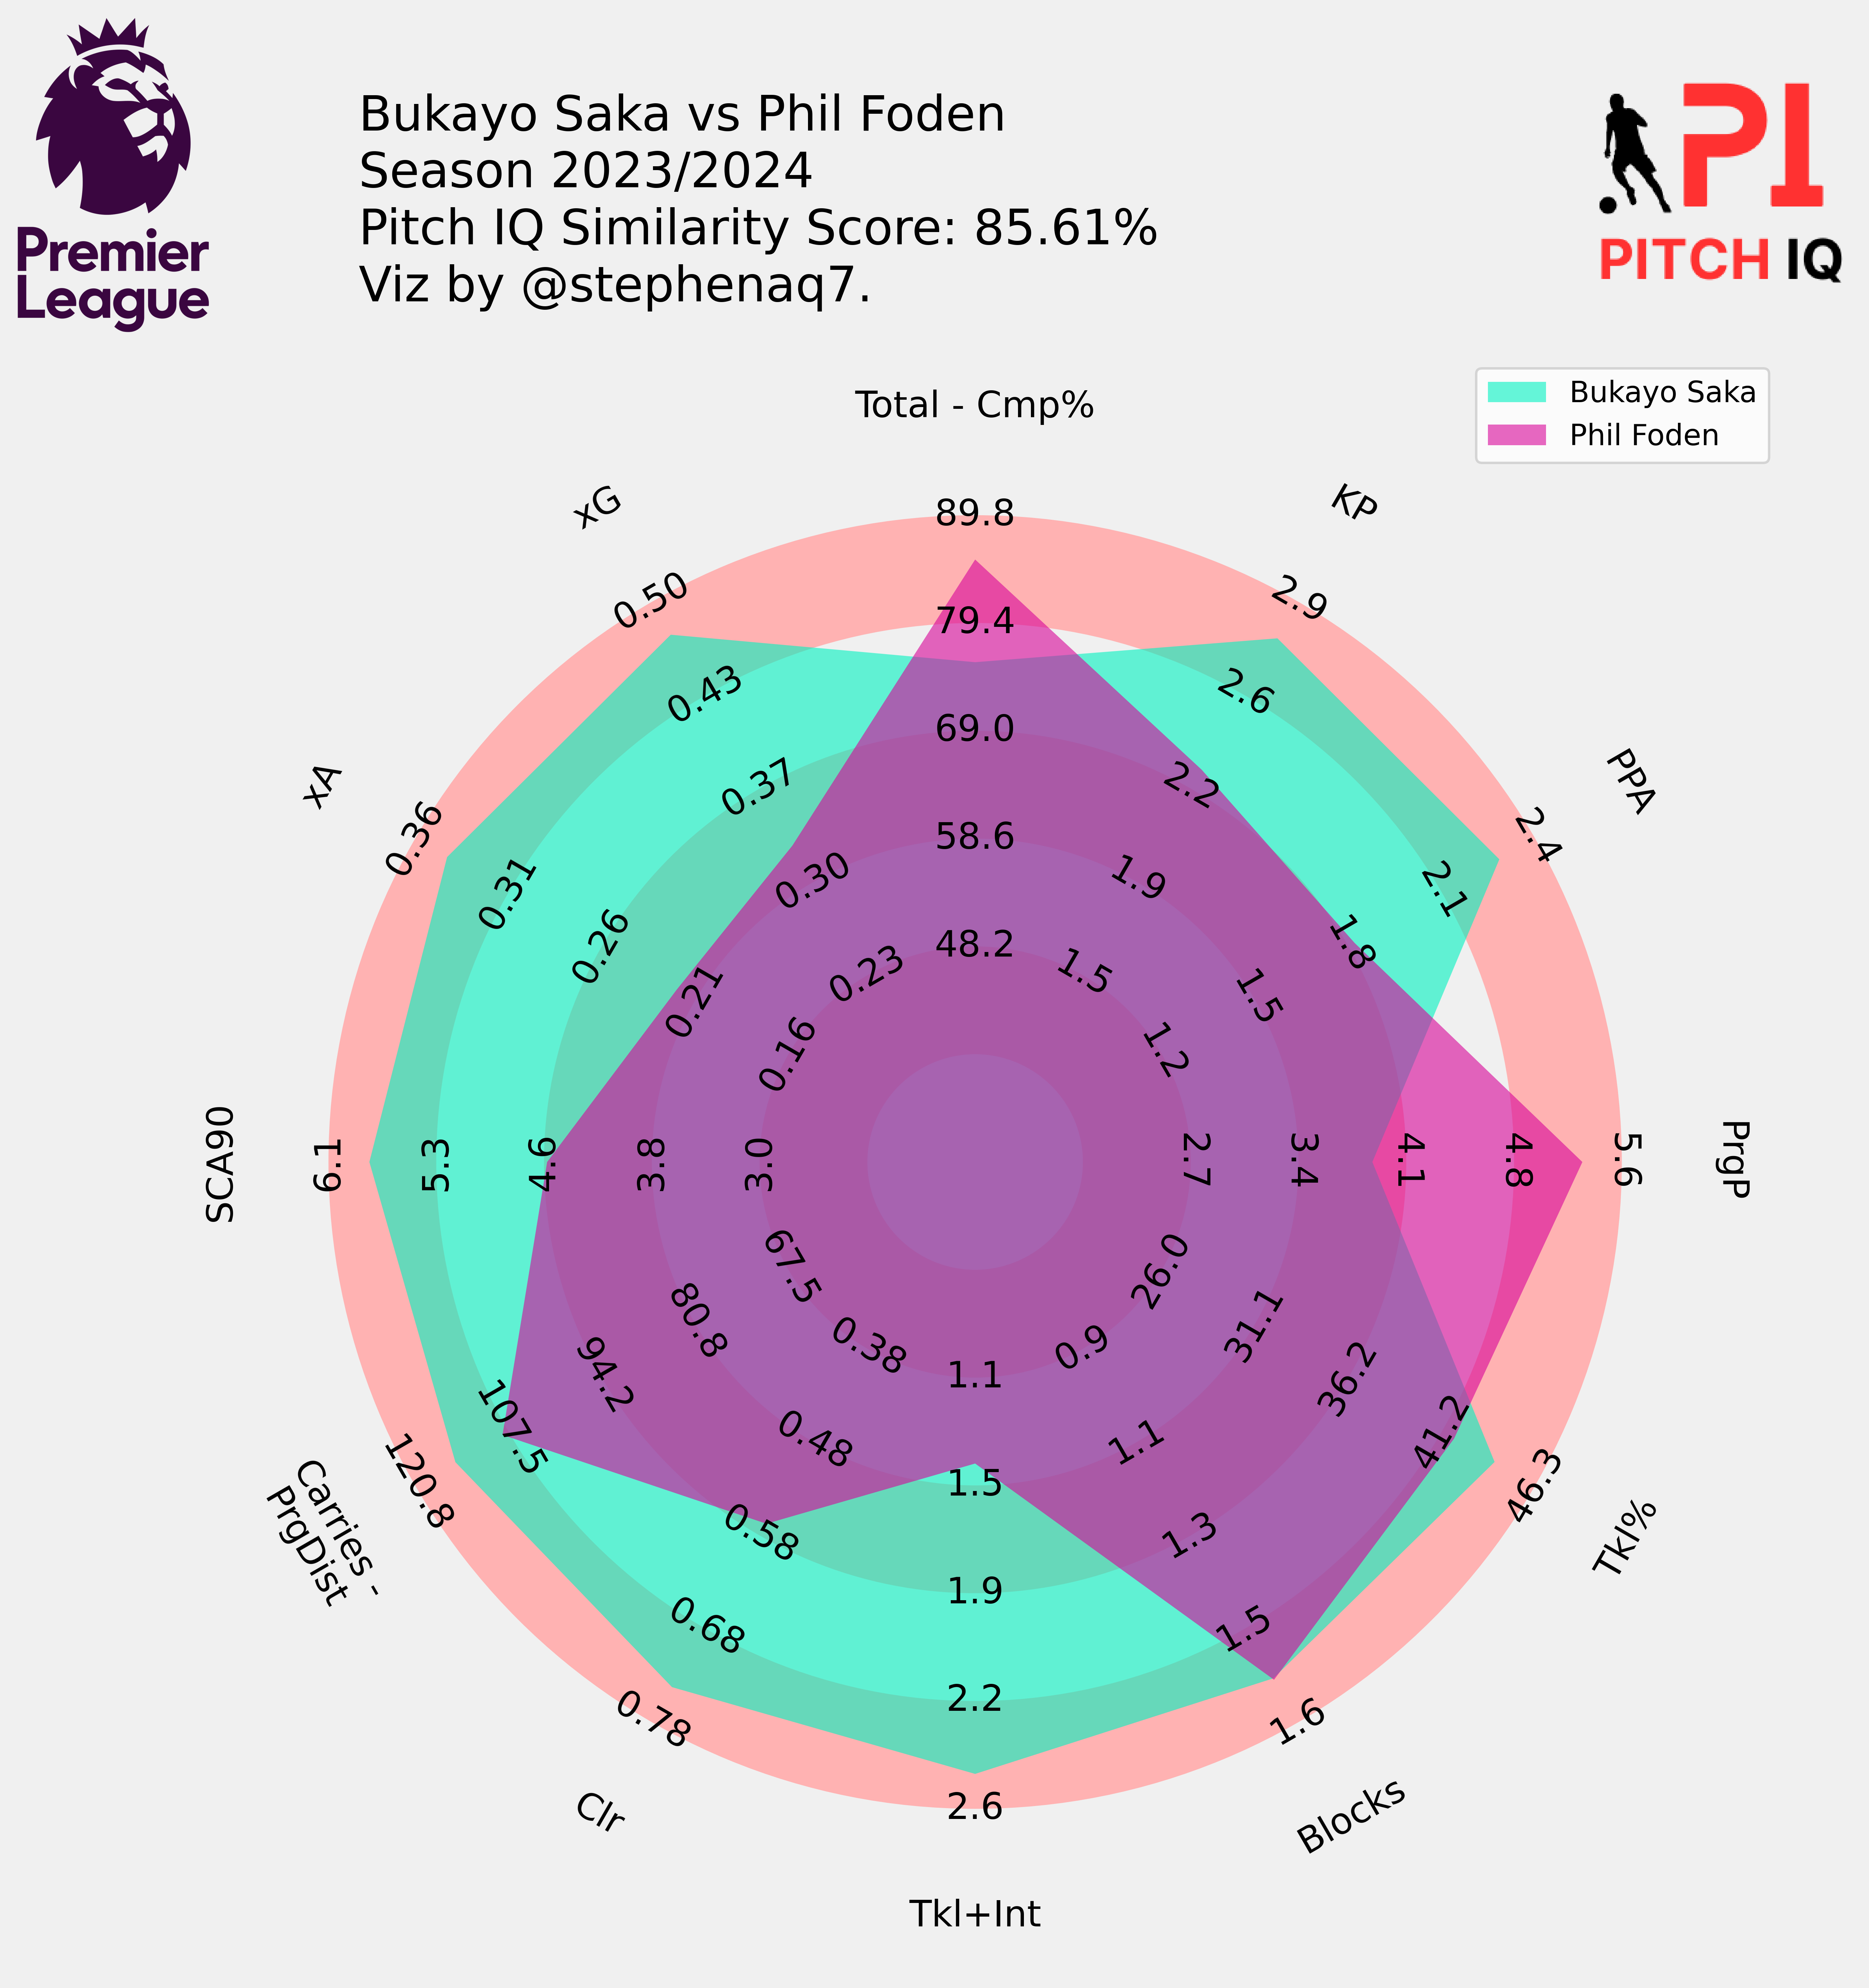 Premier
League
Bukayo Saka vs Phil Foden
Season 2023/2024
Pitch IQ Similarity Score: 85.61%
Viz by @stephenaq7.
PI
PITCH IQ
Bukayo Saka
Phil Foden
Total - Cmp%
89.8
79.4
69.0
58.6
48.2
KP
2.9
2.6
2.2
1.9
1.5
PPA
2.4
2.1
1.8
1.5
1.2
PrgP
5.6
4.8
4.1
3.4
2.7
Tkl%
46.3
41.2
36.2
31.1
26.0
Blocks
1.6
1.5
1.3
1.1
0.9
Tkl+Int
2.6
2.2
1.9
1.5
1.1
Clr
0.78
0.68
0.58
0.48
0.38
Carries -
PrgDist
120.8
107.5
94.2
80.8
67.5
SCA90
6.1
5.3
4.6
3.8
3.0
xA
0.36
0.31
0.26
0.21
0.16
xG
0.50
0.43
0.37
0.30
0.23